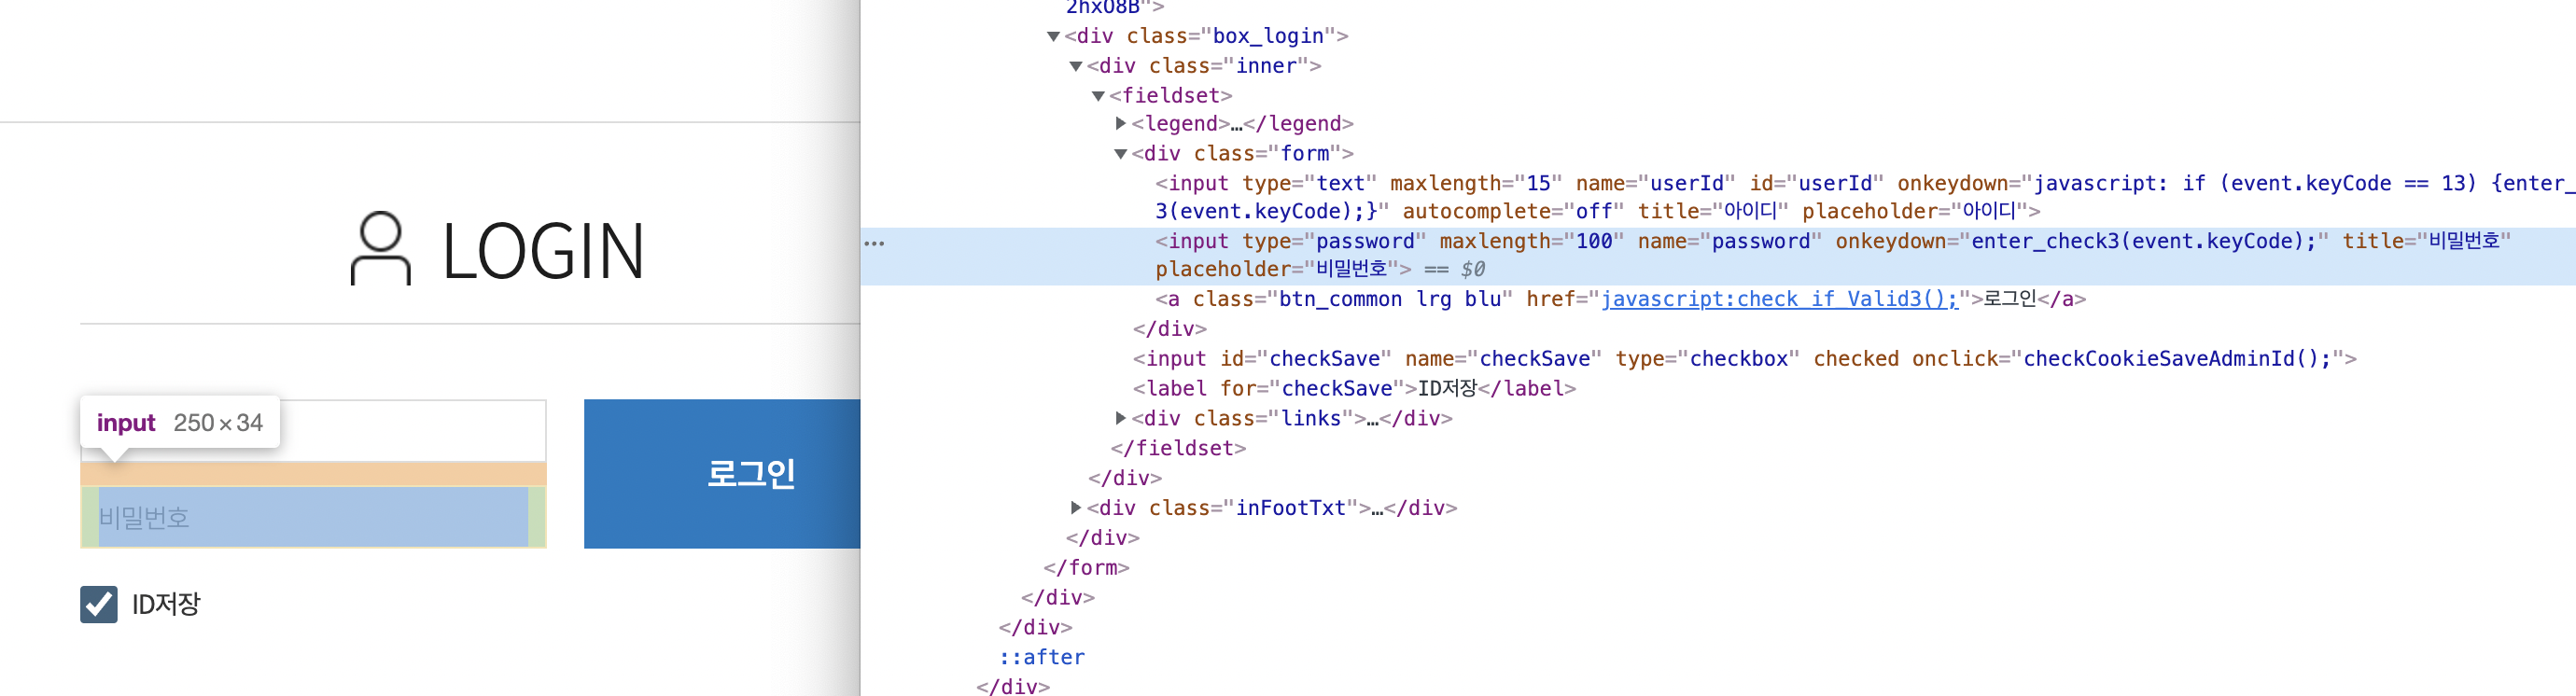 LOGIN
input 250 × 34
비밀번호
로그인
ID저장
2hxO8B">
▼<div class="box_login">
▼<div class="inner">
▼<fieldset>
▶<legend>…</legend>
▼<div class="form">
<input type="text" maxlength="15" name="userId" id="userId" onkeydown="javascript: if (event.keyCode == 13) {enter_
3(event.keyCode);}" autocomplete="off" title="아이디" placeholder="아이디">
<input type="password" maxlength="100" name="password" onkeydown="enter_check3(event.keyCode);" title="비밀번호"
placeholder="비밀번호"> == $0
<a class="btn_common lrg blu" href="javascript:check_if_Valid3();">로그인</a>
</div>
<input id="checkSave" name="checkSave" type="checkbox" checked onclick="checkCookieSaveAdminId();">
<label for="checkSave">ID저장</label>
▶<div class="links">…</div>
</fieldset>
</div>
▶<div class="inFootTxt">…</div>
</div>
</form>
</div>
</div>
::after
</div>